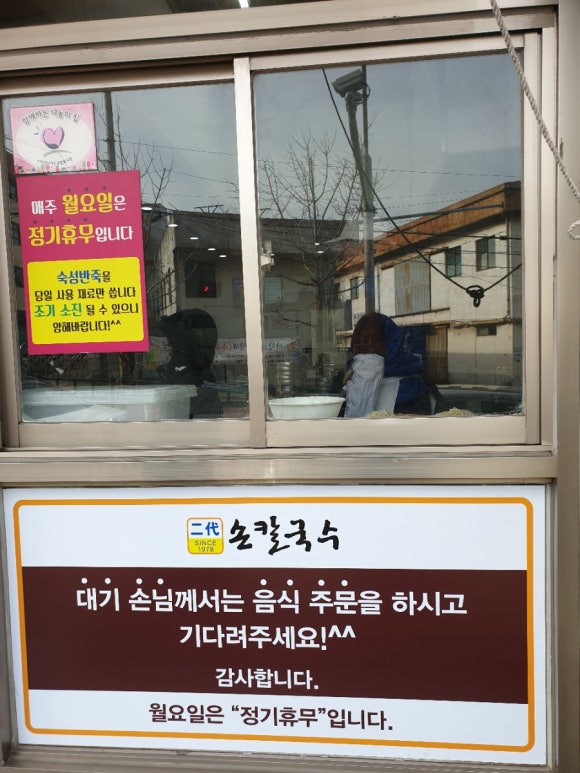 함께하는 나눔의 집
매주 월요일은
정기휴무입니다
숙성반죽을
당일 사용 재료만 씁니다
조기 소진 될 수 있으니
양해바랍니다!^^
二代
SINCE
1978
손칼국수
대기 손님께서는 음식 주문을 하시고
기다려주세요!^^
감사합니다.
월요일은 “정기휴무”입니다.